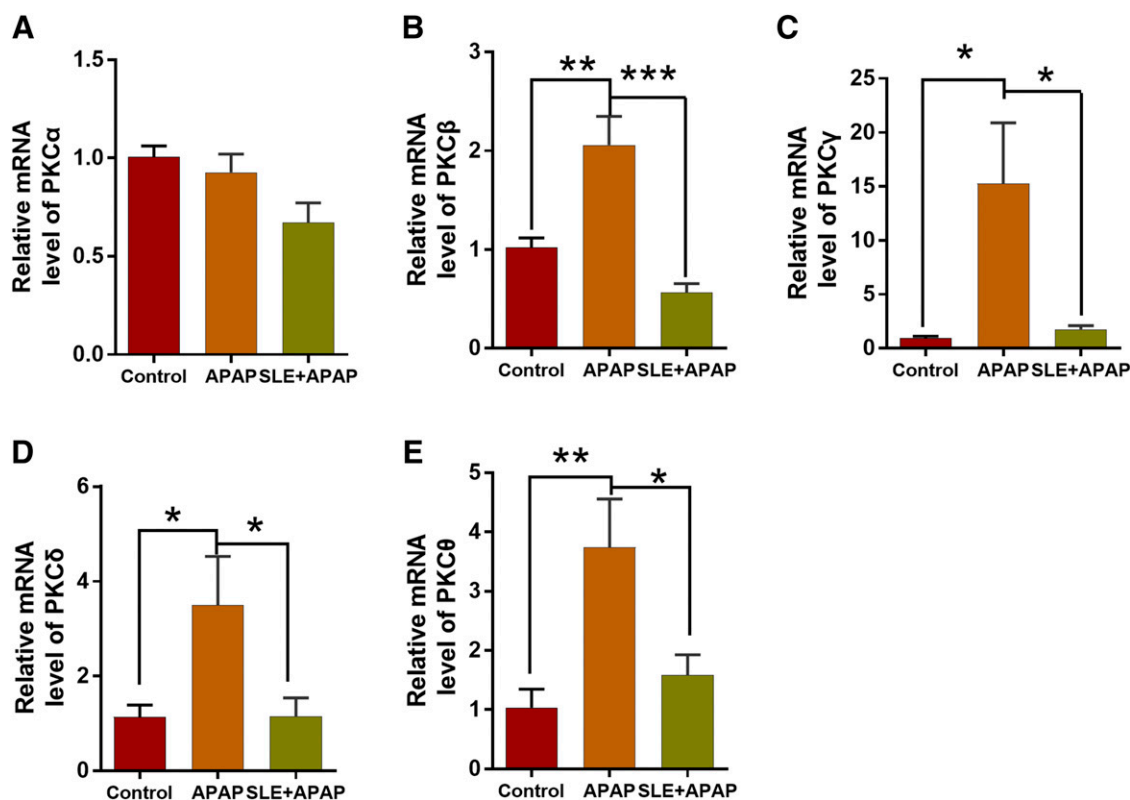 A
Relative mRNA
level of PKCα
1.5
1.0
0.5
0.0
Control APAP SLE+APAP
B
Relative mRNA
level of PKCβ
3
2
1
0
** ***
Control APAP SLE+APAP
C
Relative mRNA
level of PKCγ
25
20
15
10
5
0
* *
Control APAP SLE+APAP
D
Relative mRNA
level of PKCδ
6
4
2
0
* *
Control APAP SLE+APAP
E
Relative mRNA
level of PKCθ
5
4
3
2
1
0
** *
Control APAP SLE+APAP